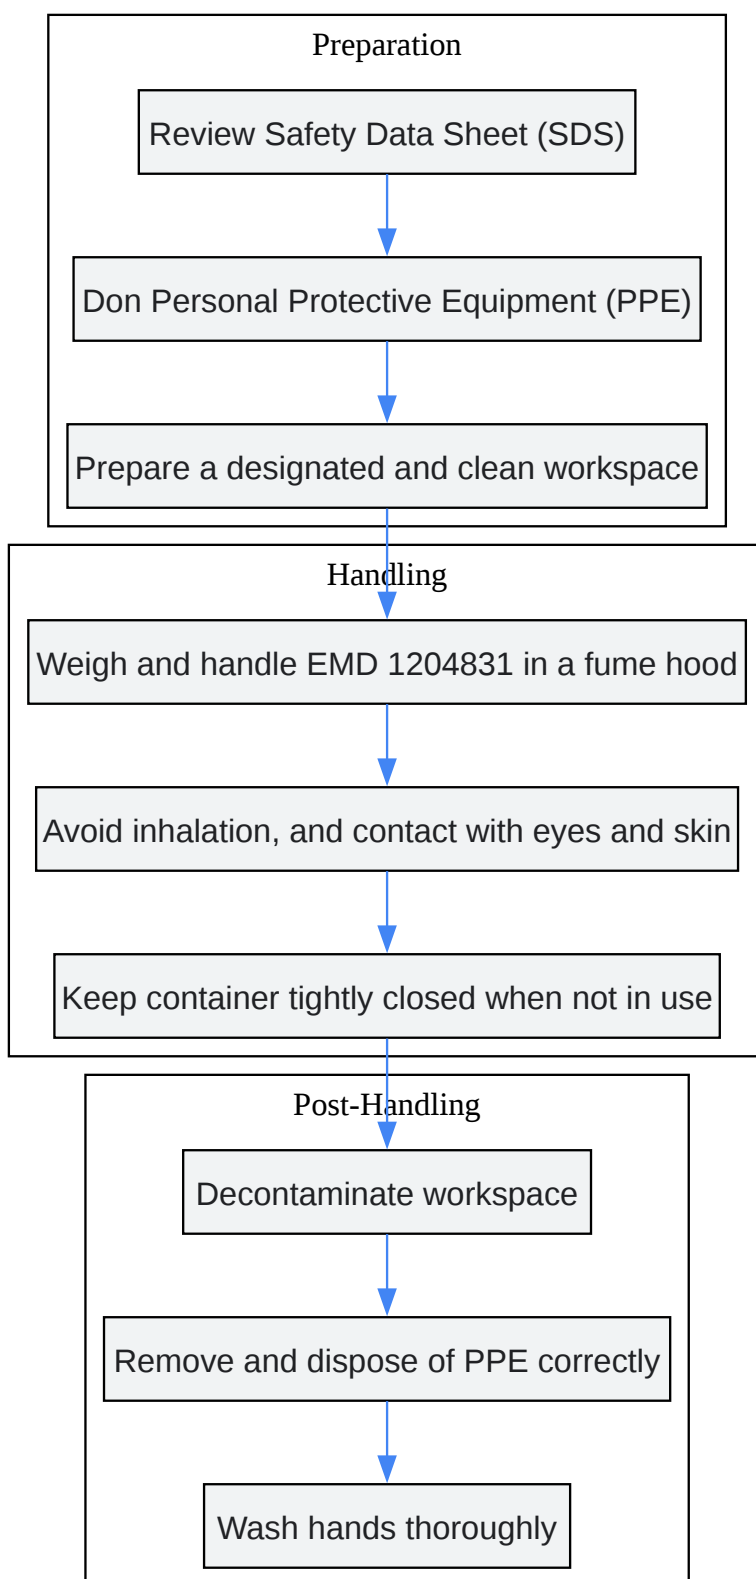 Preparation
Review Safety Data Sheet (SDS)
Don Personal Protective Equipment (PPE)
Prepare a designated and clean workspace
Handling
Weigh and handle EMD 1204831 in a fume hood
Avoid inhalation, and contact with eyes and skin
Keep container tightly closed when not in use
Post-Handling
Decontaminate workspace
Remove and dispose of PPE correctly
Wash hands thoroughly